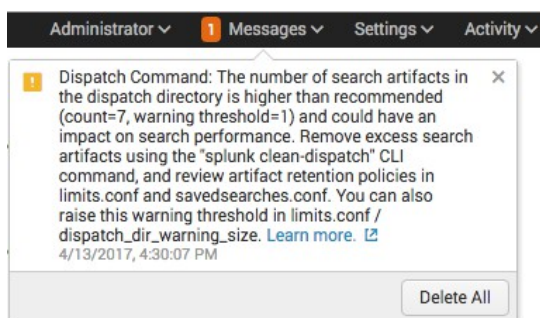 Administrator 1 Messages Settings Activity
Dispatch Command: The number of search artifacts in
the dispatch directory is higher than recommended
(count=7, warning threshold=1) and could have an
impact on search performance. Remove excess search
artifacts using the "splunk clean-dispatch" CLI
command, and review artifact retention policies in
limits.conf and savedsearches.conf. You can also
raise this warning threshold in limits.conf /
dispatch_dir_warning_size. Learn more.
4/13/2017, 4:30:07 PM
Delete All